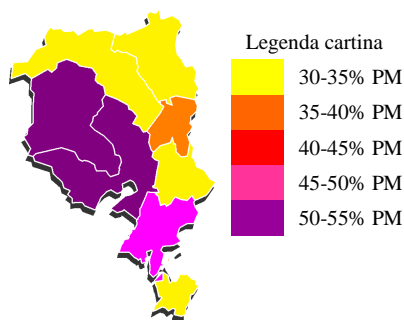 Legenda cartina
30-35% PM
35-40% PM
40-45% PM
45-50% PM
50-55% PM